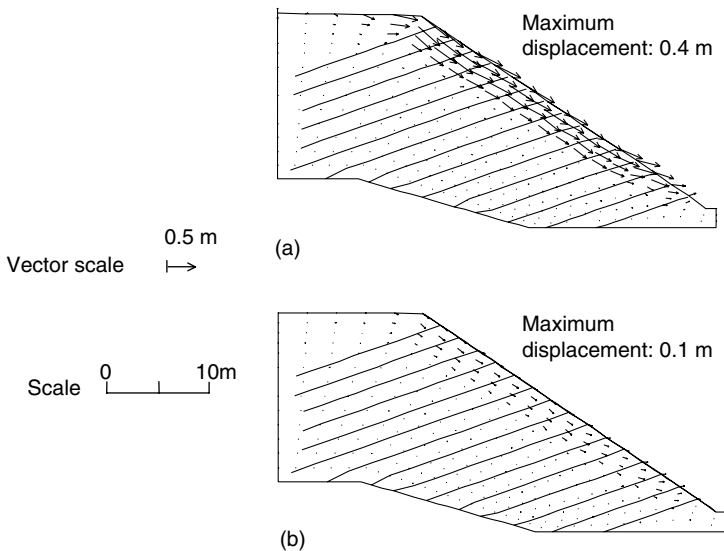 Maximum
displacement: 0.4 m
(a)
0.5 m
Vector scale
Maximum
displacement: 0.1 m
0 10m
Scale
(b)